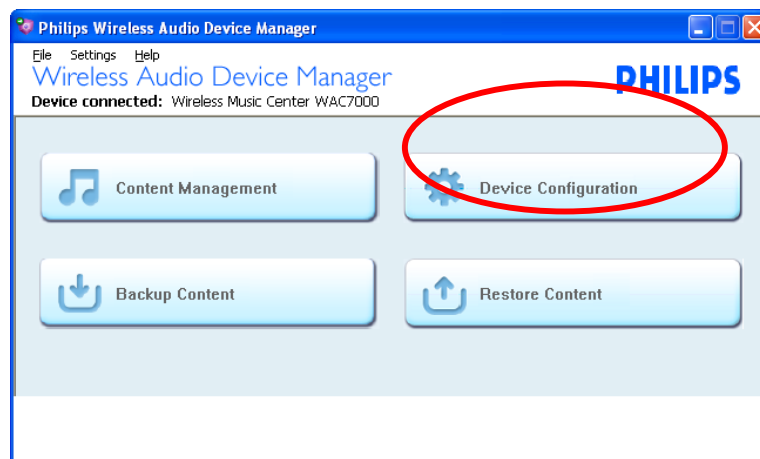 Philips Wireless Audio Device Manager
File Settings Help
Wireless Audio Device Manager
PHILIPS
Device connected: Wireless Music Center WAC7000
Content Management
Device Configuration
Backup Content
Restore Content